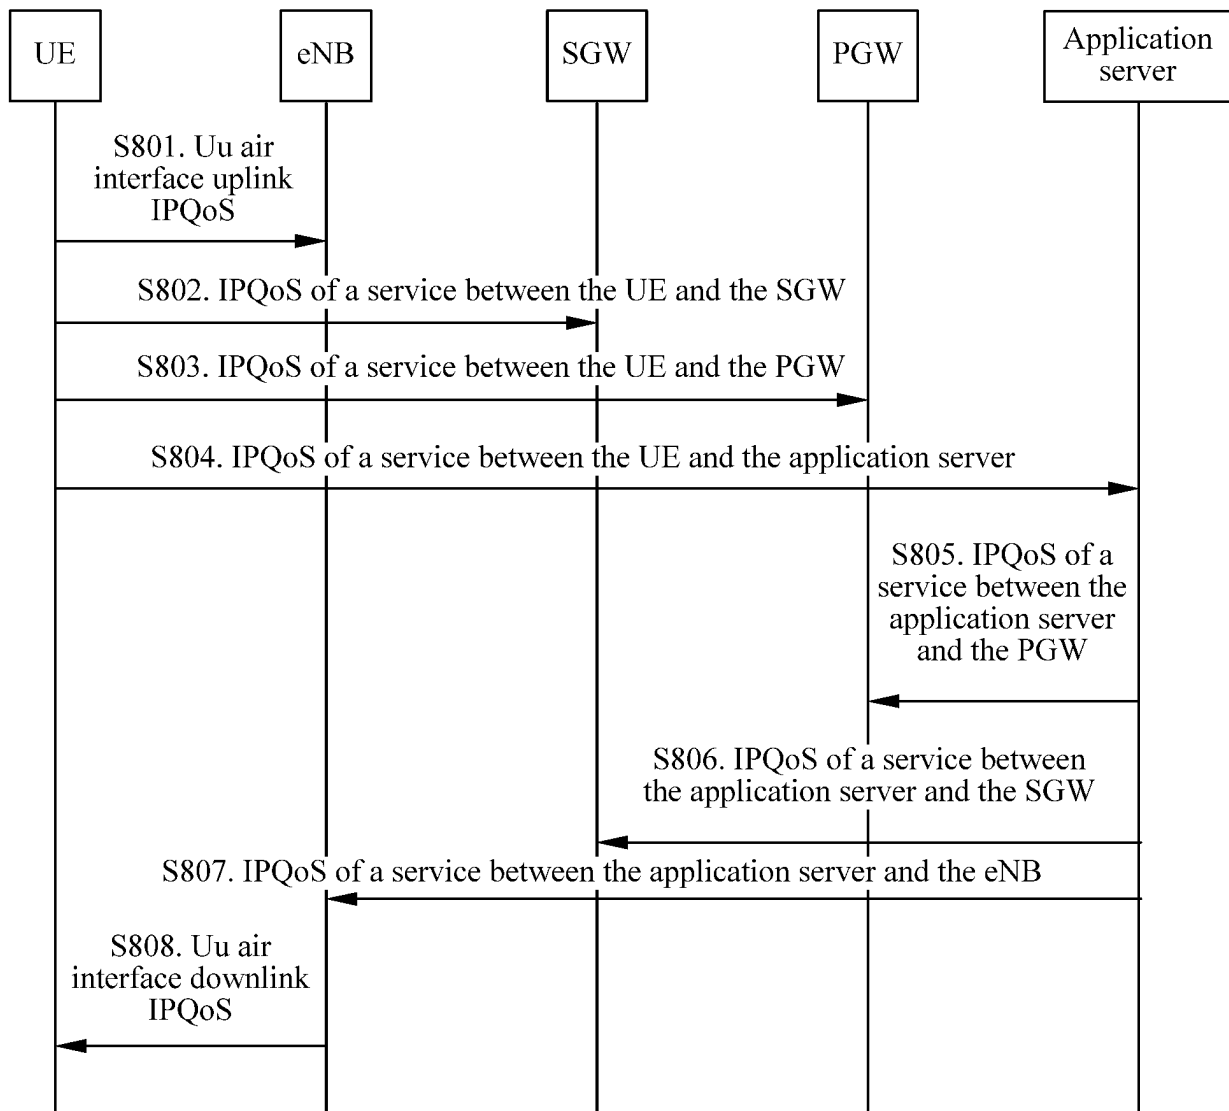 UE
eNB
SGW
PGW
Application
server
S801. Uu air
interface uplink
IPQoS
S802. IPQoS of a service between the UE and the SGW
S803. IPQoS of a service between the UE and the PGW
S804. IPQoS of a service between the UE and the application server
S805. IPQoS of a
service between the
application server
and the PGW
S806. IPQoS of a service between
the application server and the SGW
S807. IPQoS of a service between the application server and the eNB
S808. Uu air
interface downlink
IPQoS